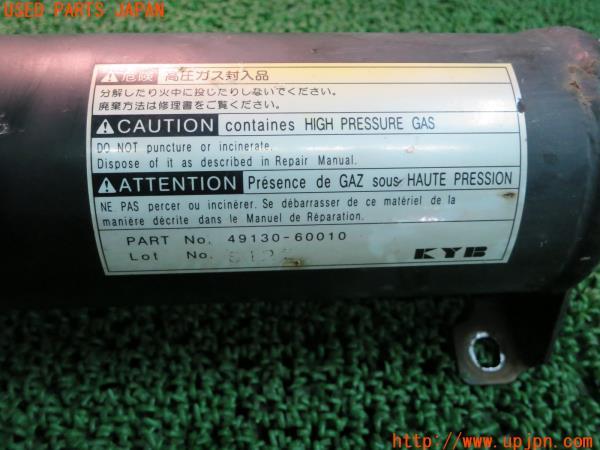 USED PARTS JAPAN
危険 高圧ガス封入品
分解したり火中に投じたりしないでください。
廃棄方法は修理書をご覧ください。
CAUTION containes HIGH PRESSURE GAS
DO NOT puncture or incinerate.
Dispose of it as described in Repair Manual.
ATTENTION Présence de GAZ sous HAUTE PRESSION
NE PAS percer ou incinérer. Se débarrasser de ce matériel de la
manière décrite dans le Manuel de Réparation.
PART No. 49130-60010
Lot No.
KYB
http://www.upjpn.com/